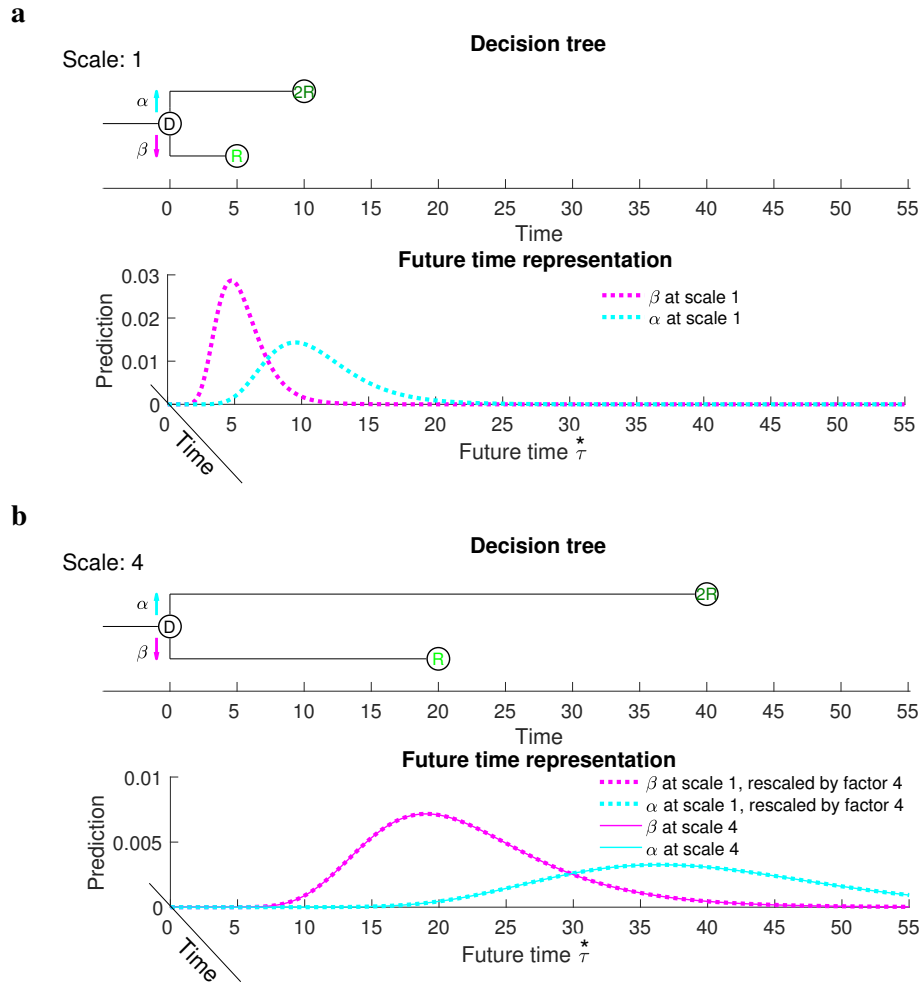 a
Decision tree
Scale: 1
α
2R
D
β
R
0 5 10 15 20 25 30 35 40 45 50 55
Time
Future time representation
0.03
β at scale 1
α at scale 1
0.02
Prediction
0.01
0
0 5 10 15 20 25 30 35 40 45 50 55
Time
Future time τ*
b
Decision tree
Scale: 4
α
2R
D
β
R
0 5 10 15 20 25 30 35 40 45 50 55
Time
Future time representation
0.01
β at scale 1, rescaled by factor 4
α at scale 1, rescaled by factor 4
β at scale 4
α at scale 4
0.005
Prediction
0
0 5 10 15 20 25 30 35 40 45 50 55
Time
Future time τ*